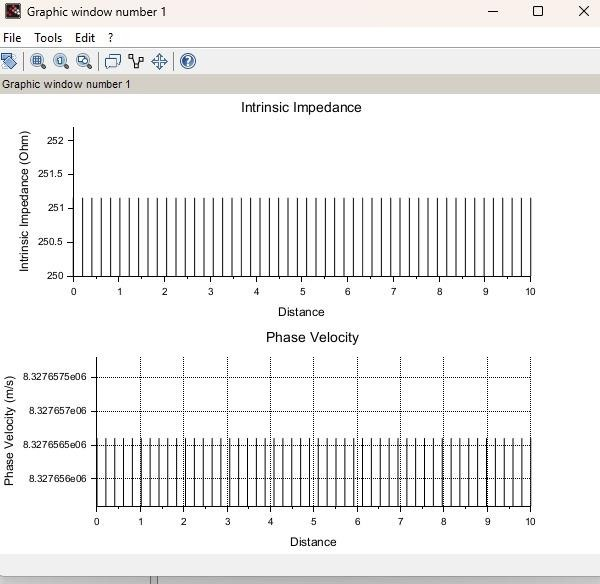 Graphic window number 1
File Tools Edit ?
Graphic window number 1
Intrinsic Impedance
Intrinsic Impedance (Ohm)
252
251.5
251
250.5
250
0 1 2 3 4 5 6 7 8 9 10
Distance
Phase Velocity
Phase Velocity (m/s)
8.3276575e06
8.327657e06
8.3276565e06
8.327656e06
0 1 2 3 4 5 6 7 8 9 10
Distance